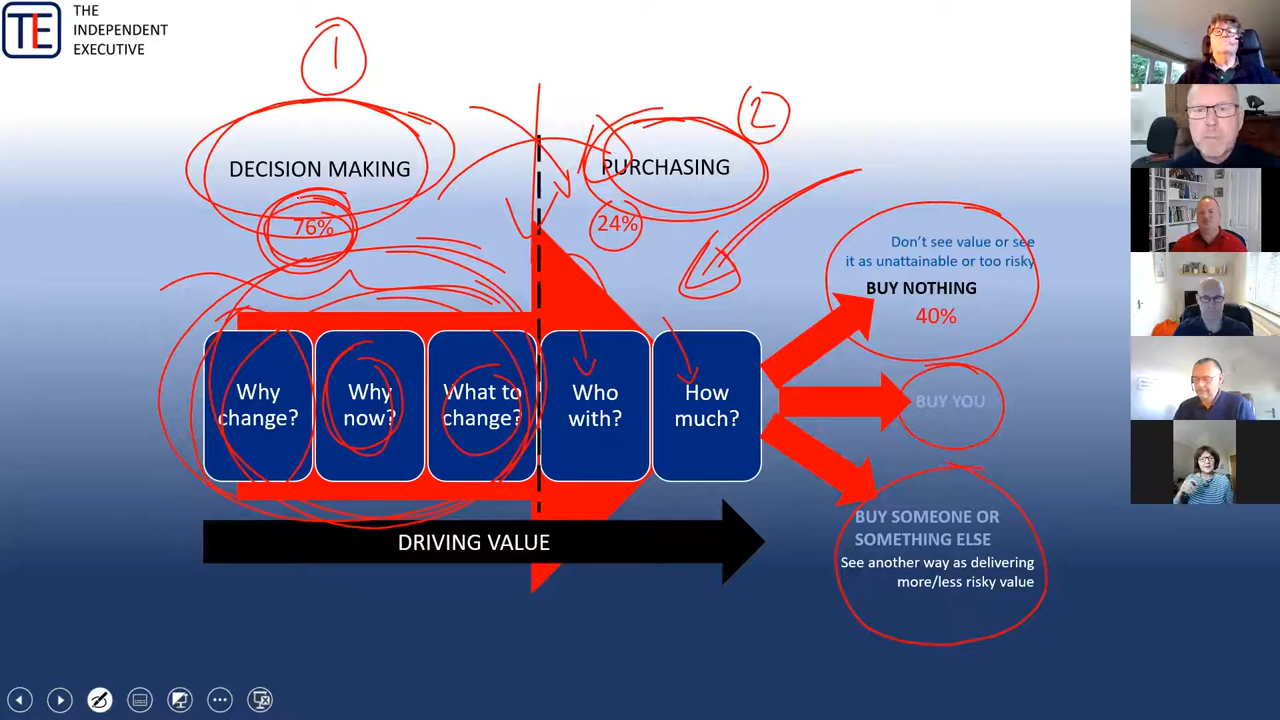 TE
THE
INDEPENDENT
EXECUTIVE
1
DECISION MAKING
76%
2
PURCHASING
24%
Why
change?
Why
now?
What to
change?
Who
with?
How
much?
DRIVING VALUE
Don't see value or see
it as unattainable or too risky
BUY NOTHING
40%
BUY YOU
BUY SOMEONE OR
SOMETHING ELSE
See another way as delivering
more/less risky value